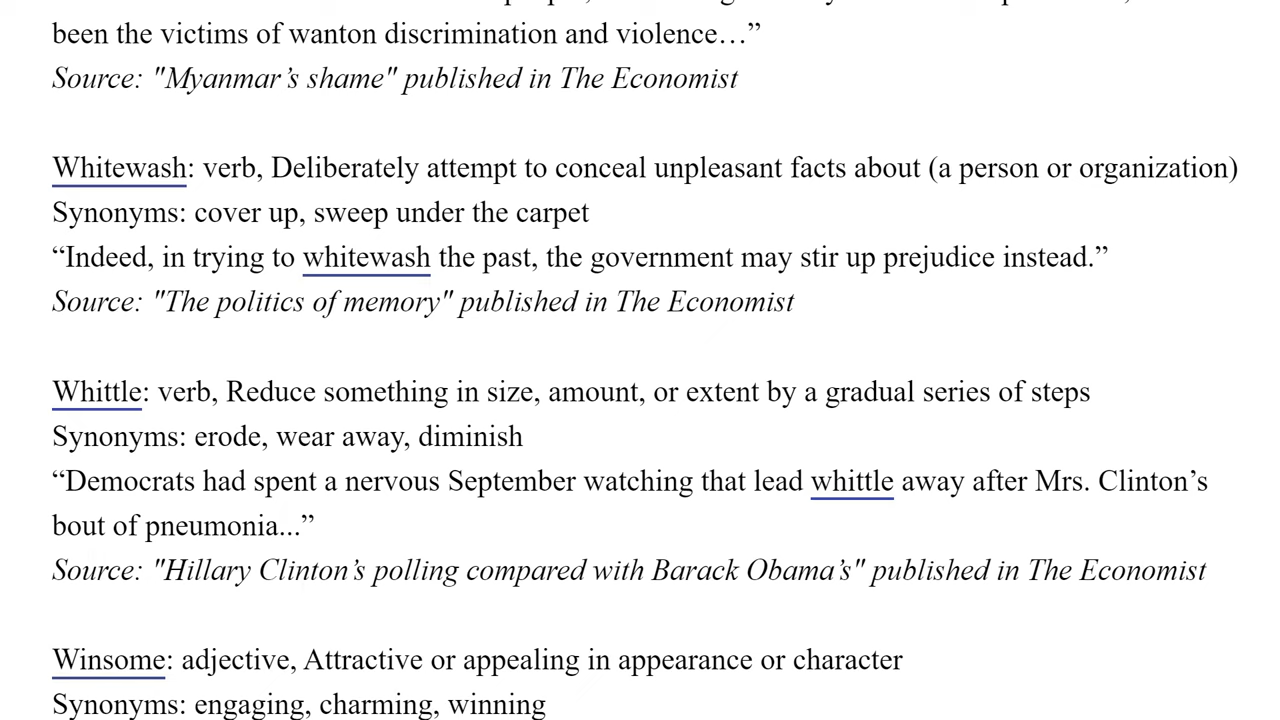 been the victims of wanton discrimination and violence…”
Source: "Myanmar’s shame" published in The Economist
Whitewash: verb, Deliberately attempt to conceal unpleasant facts about (a person or organization)
Synonyms: cover up, sweep under the carpet
“Indeed, in trying to whitewash the past, the government may stir up prejudice instead.”
Source: "The politics of memory" published in The Economist
Whittle: verb, Reduce something in size, amount, or extent by a gradual series of steps
Synonyms: erode, wear away, diminish
“Democrats had spent a nervous September watching that lead whittle away after Mrs. Clinton’s
bout of pneumonia...”
Source: "Hillary Clinton’s polling compared with Barack Obama’s" published in The Economist
Winsome: adjective, Attractive or appealing in appearance or character
Synonyms: engaging, charming, winning